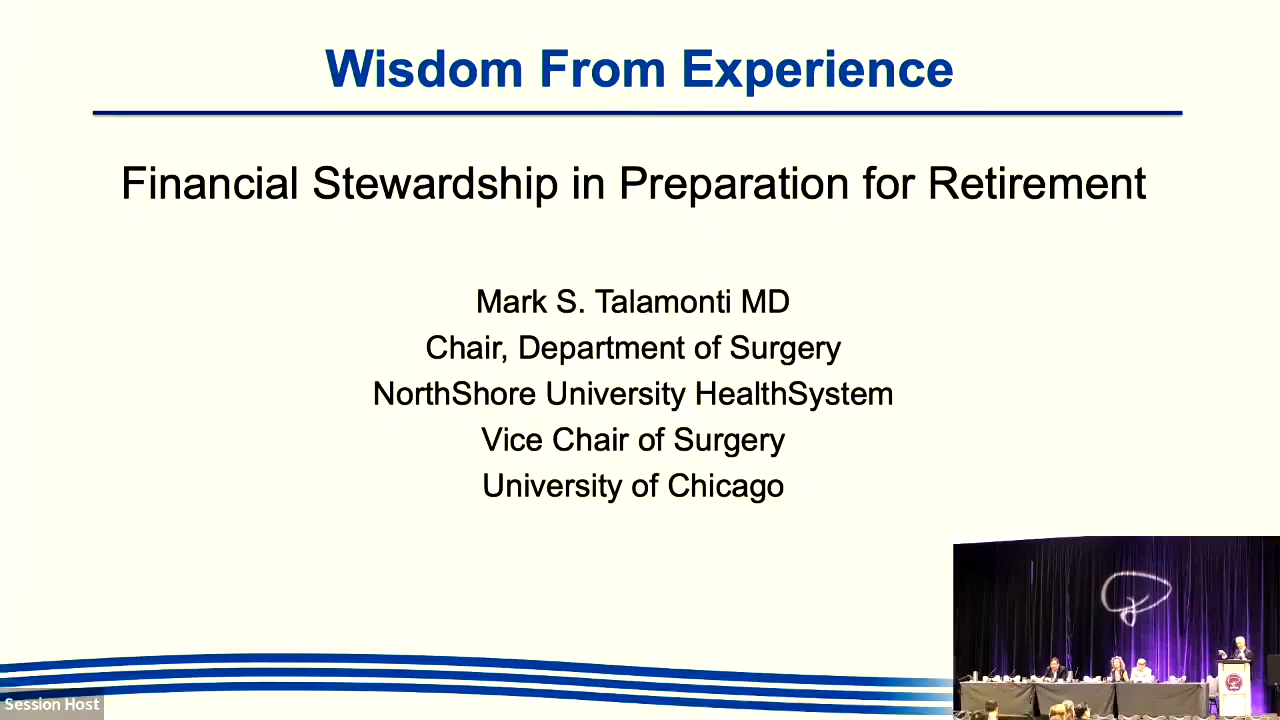 Wisdom From Experience
Financial Stewardship in Preparation for Retirement
Mark S. Talamonti MD
Chair, Department of Surgery
NorthShore University HealthSystem
Vice Chair of Surgery
University of Chicago
Session Host